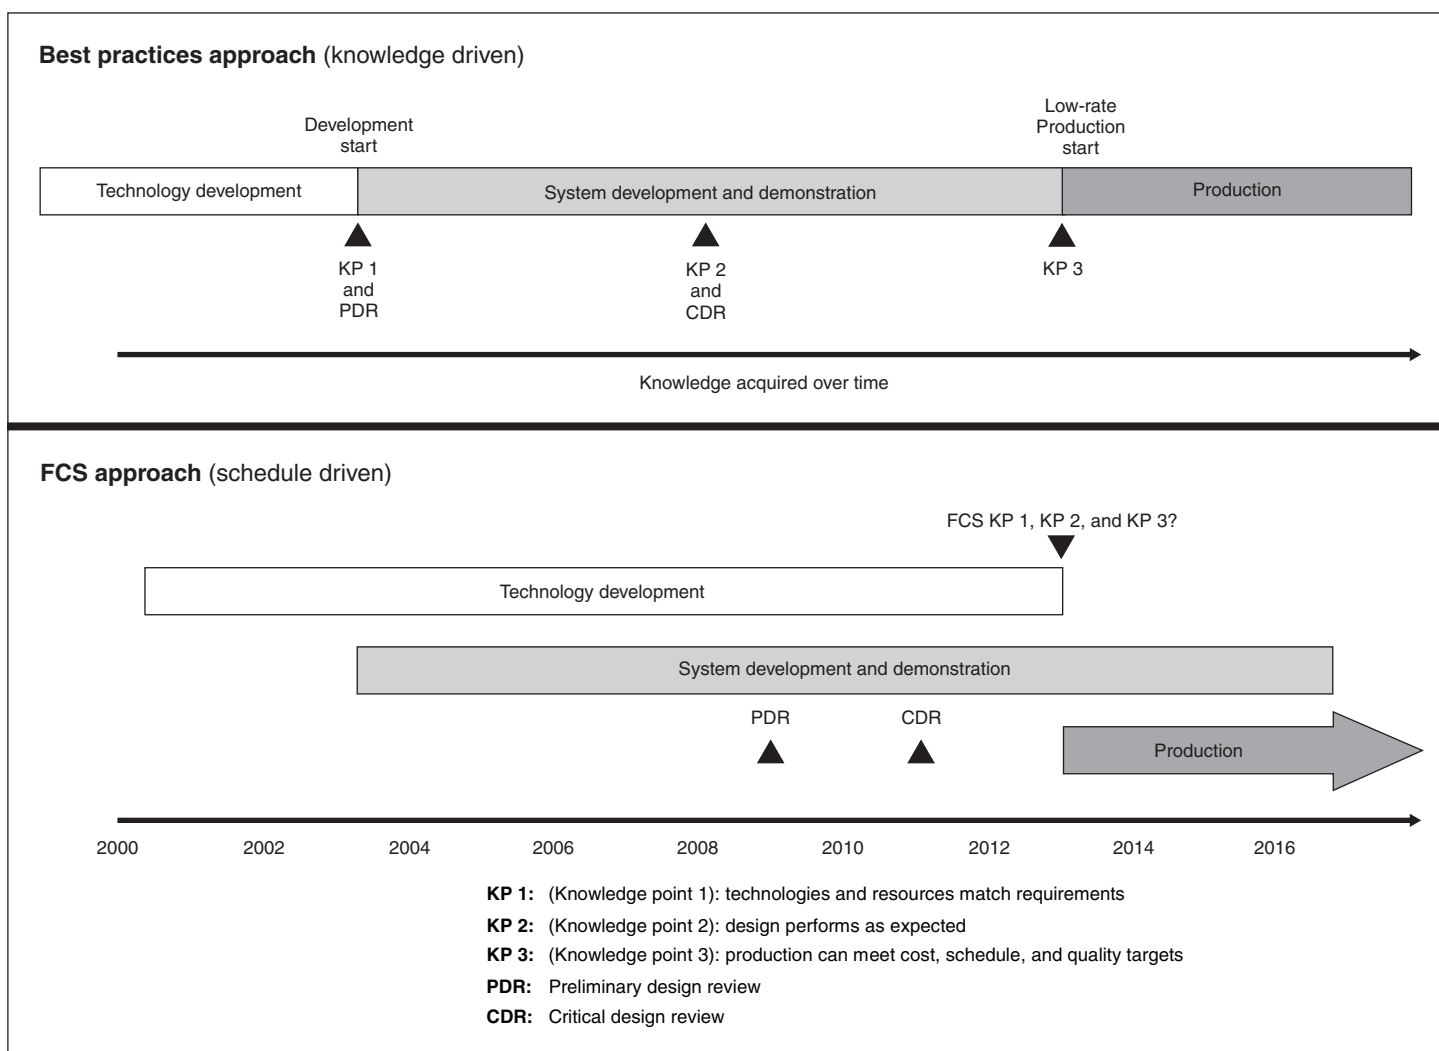 Best practices approach (knowledge driven)
Development
start
Low-rate
Production
start
Technology development
System development and demonstration
Production
KP 1
and
PDR
KP 2
and
CDR
KP 3
Knowledge acquired over time
FCS approach (schedule driven)
FCS KP 1, KP 2, and KP 3?
Technology development
System development and demonstration
PDR
CDR
Production
2000 2002 2004 2006 2008 2010 2012 2014 2016
KP 1: (Knowledge point 1): technologies and resources match requirements
KP 2: (Knowledge point 2): design performs as expected
KP 3: (Knowledge point 3): production can meet cost, schedule, and quality targets
PDR: Preliminary design review
CDR: Critical design review